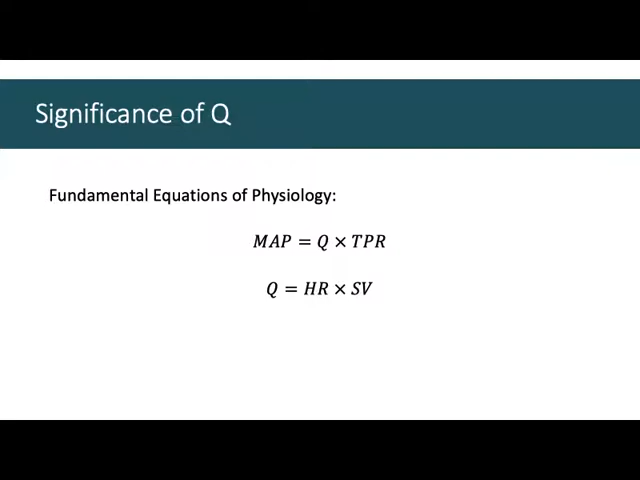 Significance of Q
Fundamental Equations of Physiology:
MAP = Q × TPR
Q = HR × SV